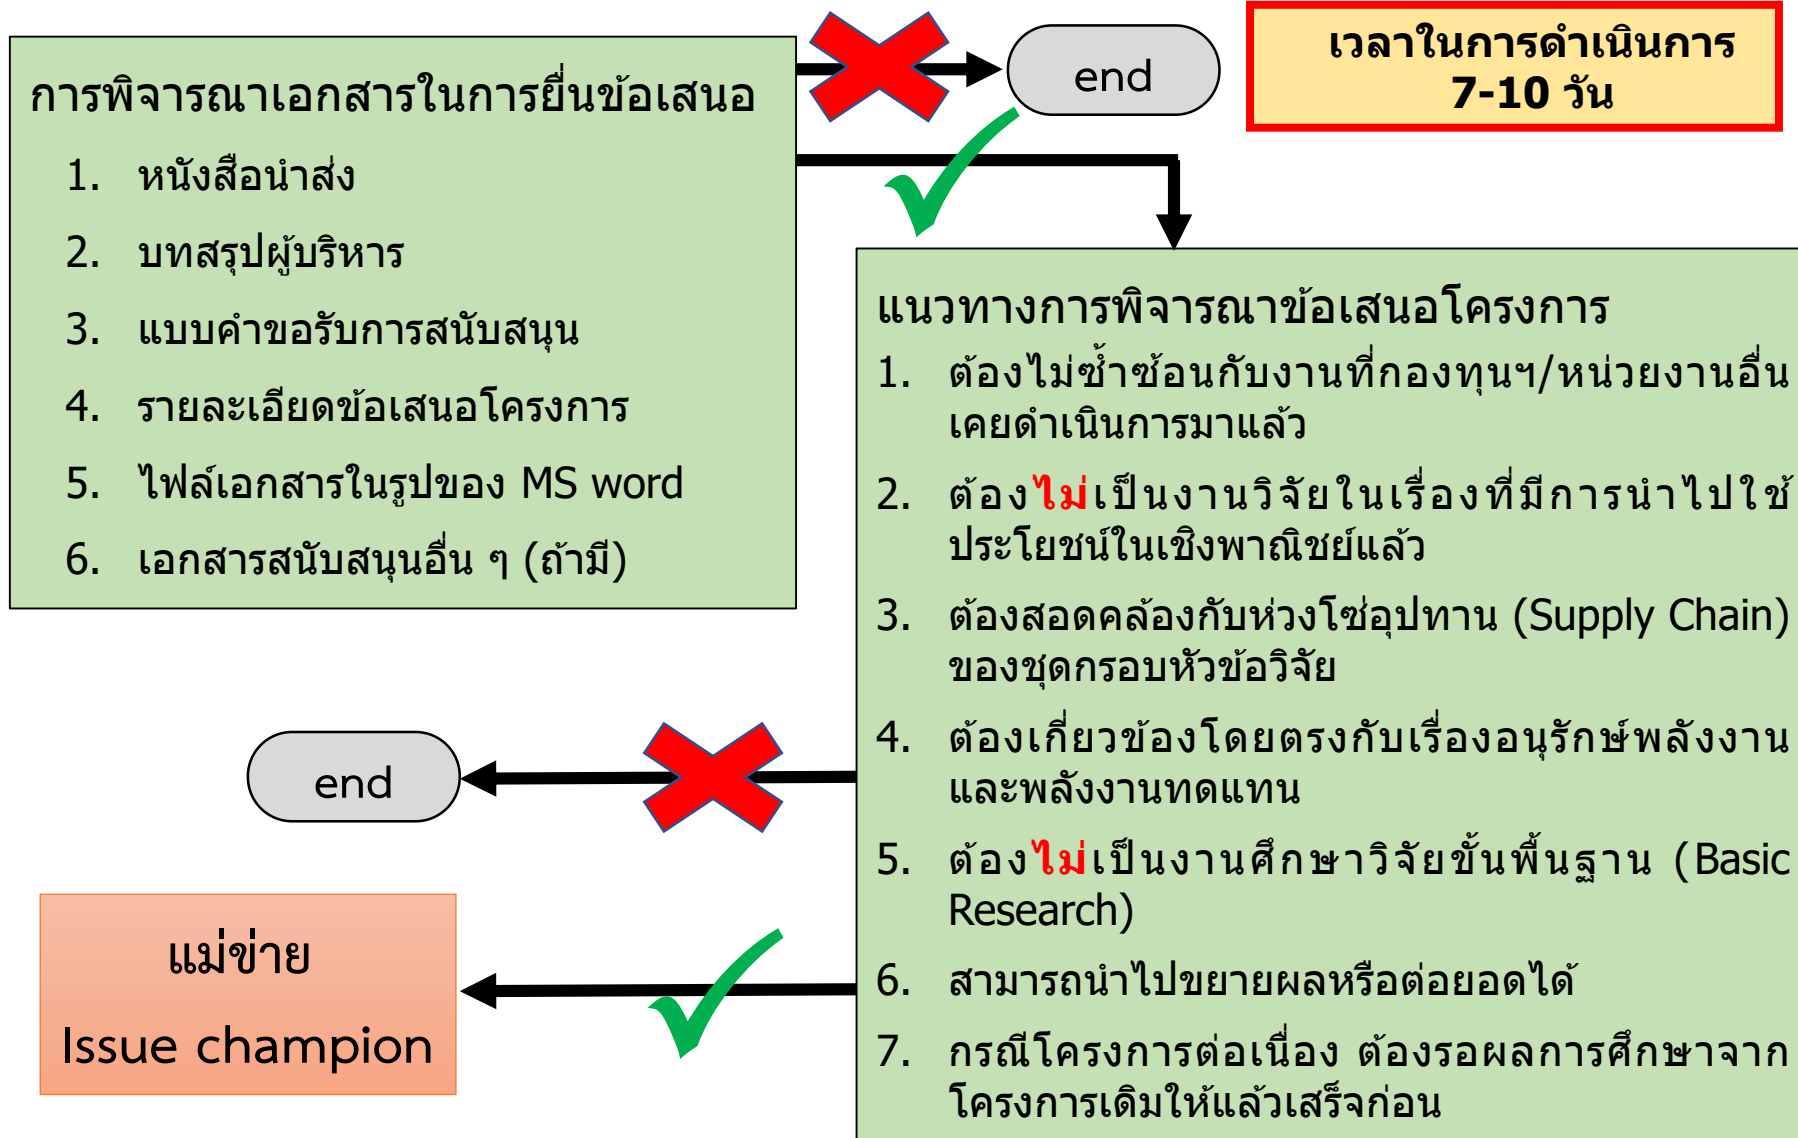 การพิจารณาเอกสารในการยื่นข้อเสนอ
1. หนังสือนำส่ง
2. บทสรุปผู้บริหาร
3. แบบคำขอรับการสนับสนุน
4. รายละเอียดข้อเสนอโครงการ
5. ไฟล์เอกสารในรูปของ MS word
6. เอกสารสนับสนุนอื่น ๆ (ถ้ามี)
end
เวลาในการดำเนินการ
7-10 วัน
แนวทางการพิจารณาข้อเสนอโครงการ
1. ต้องไม่ซ้ำซ้อนกับงานที่กองทุนฯ/หน่วยงานอื่น
เคยดำเนินการมาแล้ว
2. ต้องไม่เป็นงานวิจัยในเรื่องที่มีการนำไปใช้
ประโยชน์ในเชิงพาณิชย์แล้ว
3. ต้องสอดคล้องกับห่วงโซ่อุปทาน (Supply Chain)
ของชุดกรอบหัวข้อวิจัย
4. ต้องเกี่ยวข้องโดยตรงกับเรื่องอนุรักษ์พลังงาน
และพลังงานทดแทน
5. ต้องไม่เป็นงานศึกษาวิจัยขั้นพื้นฐาน (Basic
Research)
6. สามารถนำไปขยายผลหรือต่อยอดได้
7. กรณีโครงการต่อเนื่อง ต้องรอผลการศึกษาจาก
โครงการเดิมให้แล้วเสร็จก่อน
end
แม่ข่าย
Issue champion